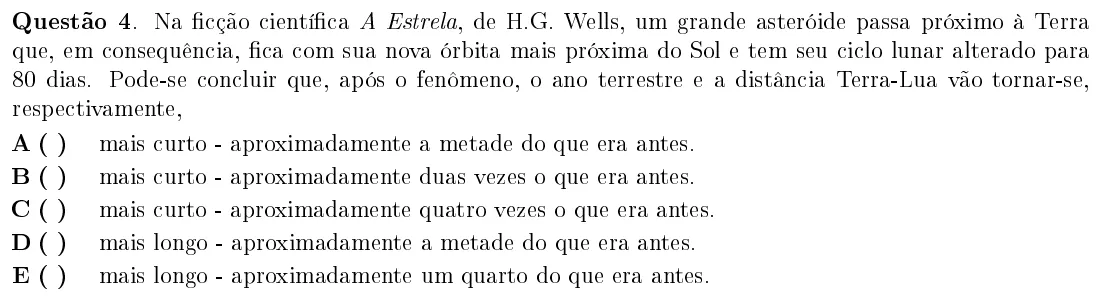 Questão 4. Na ficção científica A Estrela, de H.G. Wells, um grande asteróide passa próximo à Terra
que, em consequência, fica com sua nova órbita mais próxima do Sol e tem seu ciclo lunar alterado para
80 dias. Pode-se concluir que, após o fenômeno, o ano terrestre e a distância Terra-Lua vão tornar-se,
respectivamente,
A ( ) mais curto - aproximadamente a metade do que era antes.
B ( ) mais curto - aproximadamente duas vezes o que era antes.
C ( ) mais curto - aproximadamente quatro vezes o que era antes.
D ( ) mais longo - aproximadamente a metade do que era antes.
E ( ) mais longo - aproximadamente um quarto do que era antes.